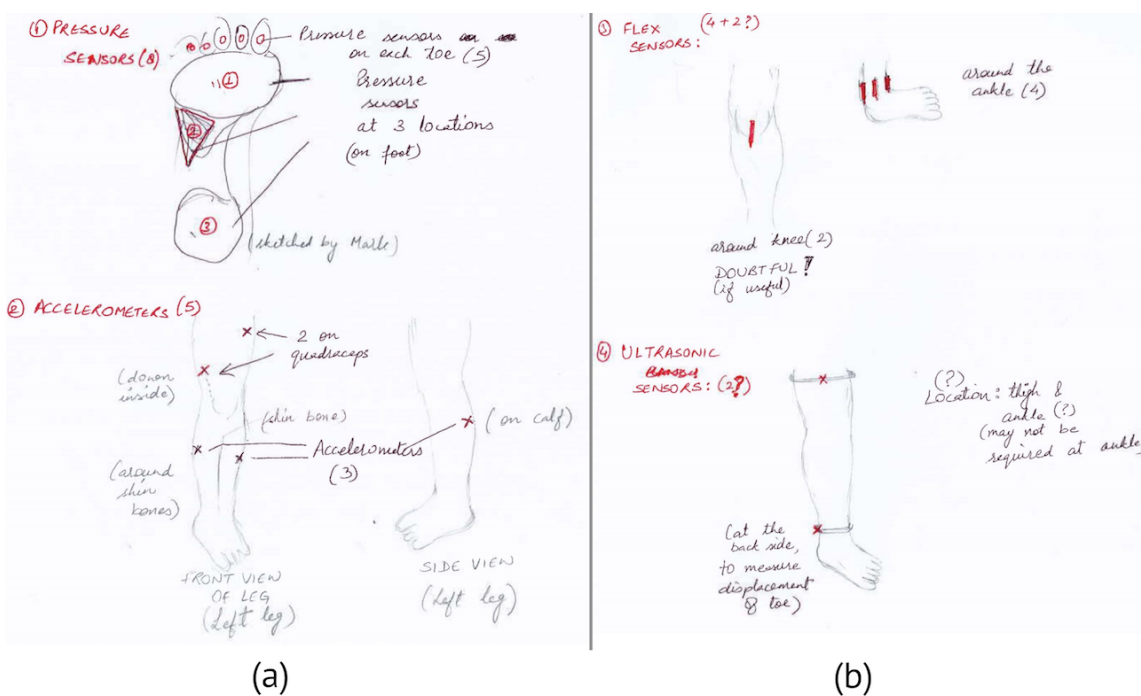 ① PRESSURE
SENSORS (8)
Pressure sensors
on each toe (5)
Pressure
sensors
at 3 locations
(on foot)
①
②
③
(sketched by Mark)
② ACCELEROMETERS (5)
2 on
quadraceps
(down
inside)
(shin bone)
(on calf)
Accelerometers
(3)
(around
shin
bones)
FRONT VIEW
OF LEG
(Left leg)
SIDE VIEW
(Left leg)
(a)
③ FLEX (4+2?)
SENSORS:
around the
ankle (4)
around knee (2)
DOUBTFUL?
(if useful)
④ ULTRASONIC
SENSORS: (2?)
(?)
Location: thigh &
ankle (?)
(may not be
required at ankle
(at the
back side,
to measure
displacement
of toe)
(b)